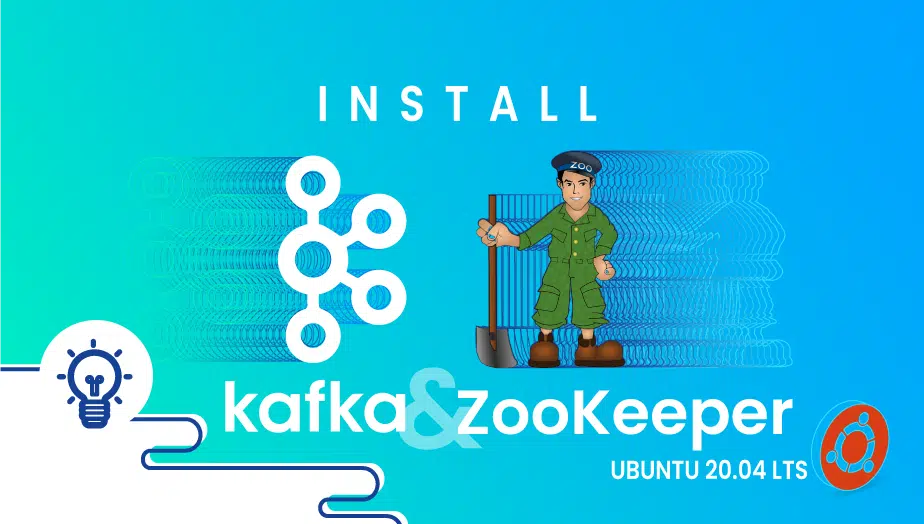 INSTALL
ZOO
kafka & ZooKeeper
UBUNTU 20.04 LTS